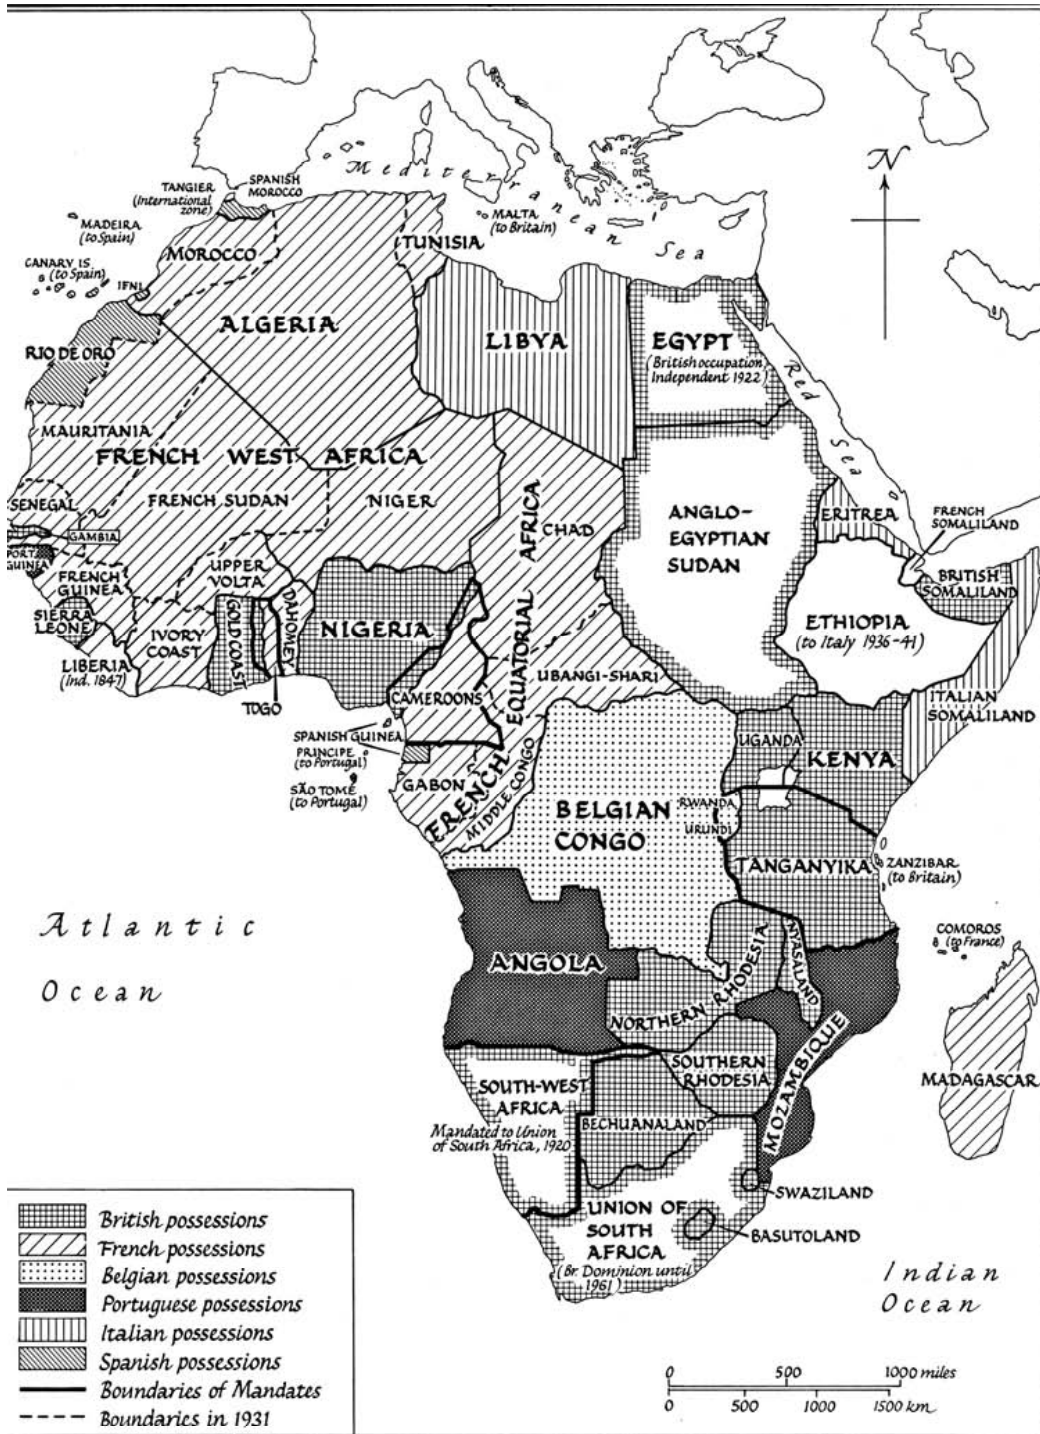 N
Mediterranean Sea
TANGIER
(International
zone)
SPANISH
MOROCCO
MADEIRA
(to Spain)
CANARY IS
(to Spain)
IFNI
MALTA
(to Britain)
TUNISIA
MOROCCO
ALGERIA
LIBYA
EGYPT
(British occupation
Independent 1922)
Red Sea
RIO DE ORO
MAURITANIA
FRENCH WEST AFRICA
SENEGAL
FRENCH SUDAN
NIGER
CHAD
ANGLO-
EGYPTIAN
SUDAN
ERITREA
FRENCH
SOMALILAND
GAMBIA
PORT.
GUINEA
FRENCH
GUINEA
UPPER
VOLTA
BRITISH
SOMALILAND
SIERRA
LEONE
IVORY
COAST
GOLD COAST
DAHOMEY
NIGERIA
ETHIOPIA
(to Italy 1936-41)
LIBERIA
(Ind. 1847)
TOGO
CAMEROONS
FRENCH EQUATORIAL AFRICA
UBANGI-SHARI
ITALIAN
SOMALILAND
SPANISH GUINEA
PRINCIPE
(to Portugal)
SÃO TOMÉ
(to Portugal)
GABON
MIDDLE CONGO
UGANDA
KENYA
BELGIAN
CONGO
RWANDA
URUNDI
TANGANYIKA
ZANZIBAR
(to Britain)
Atlantic
Ocean
COMOROS
(to France)
ANGOLA
NORTHERN RHODESIA
NYASALAND
SOUTHERN
RHODESIA
MOZAMBIQUE
MADAGASCAR
SOUTH-WEST
AFRICA
Mandated to Union
of South Africa, 1920
BECHUANALAND
SWAZILAND
BASUTOLAND
UNION OF
SOUTH
AFRICA
(Br. Dominion until
1961)
Indian
Ocean
British possessions
French possessions
Belgian possessions
Portuguese possessions
Italian possessions
Spanish possessions
Boundaries of Mandates
Boundaries in 1931
0 500 1000 miles
0 500 1000 1500 km